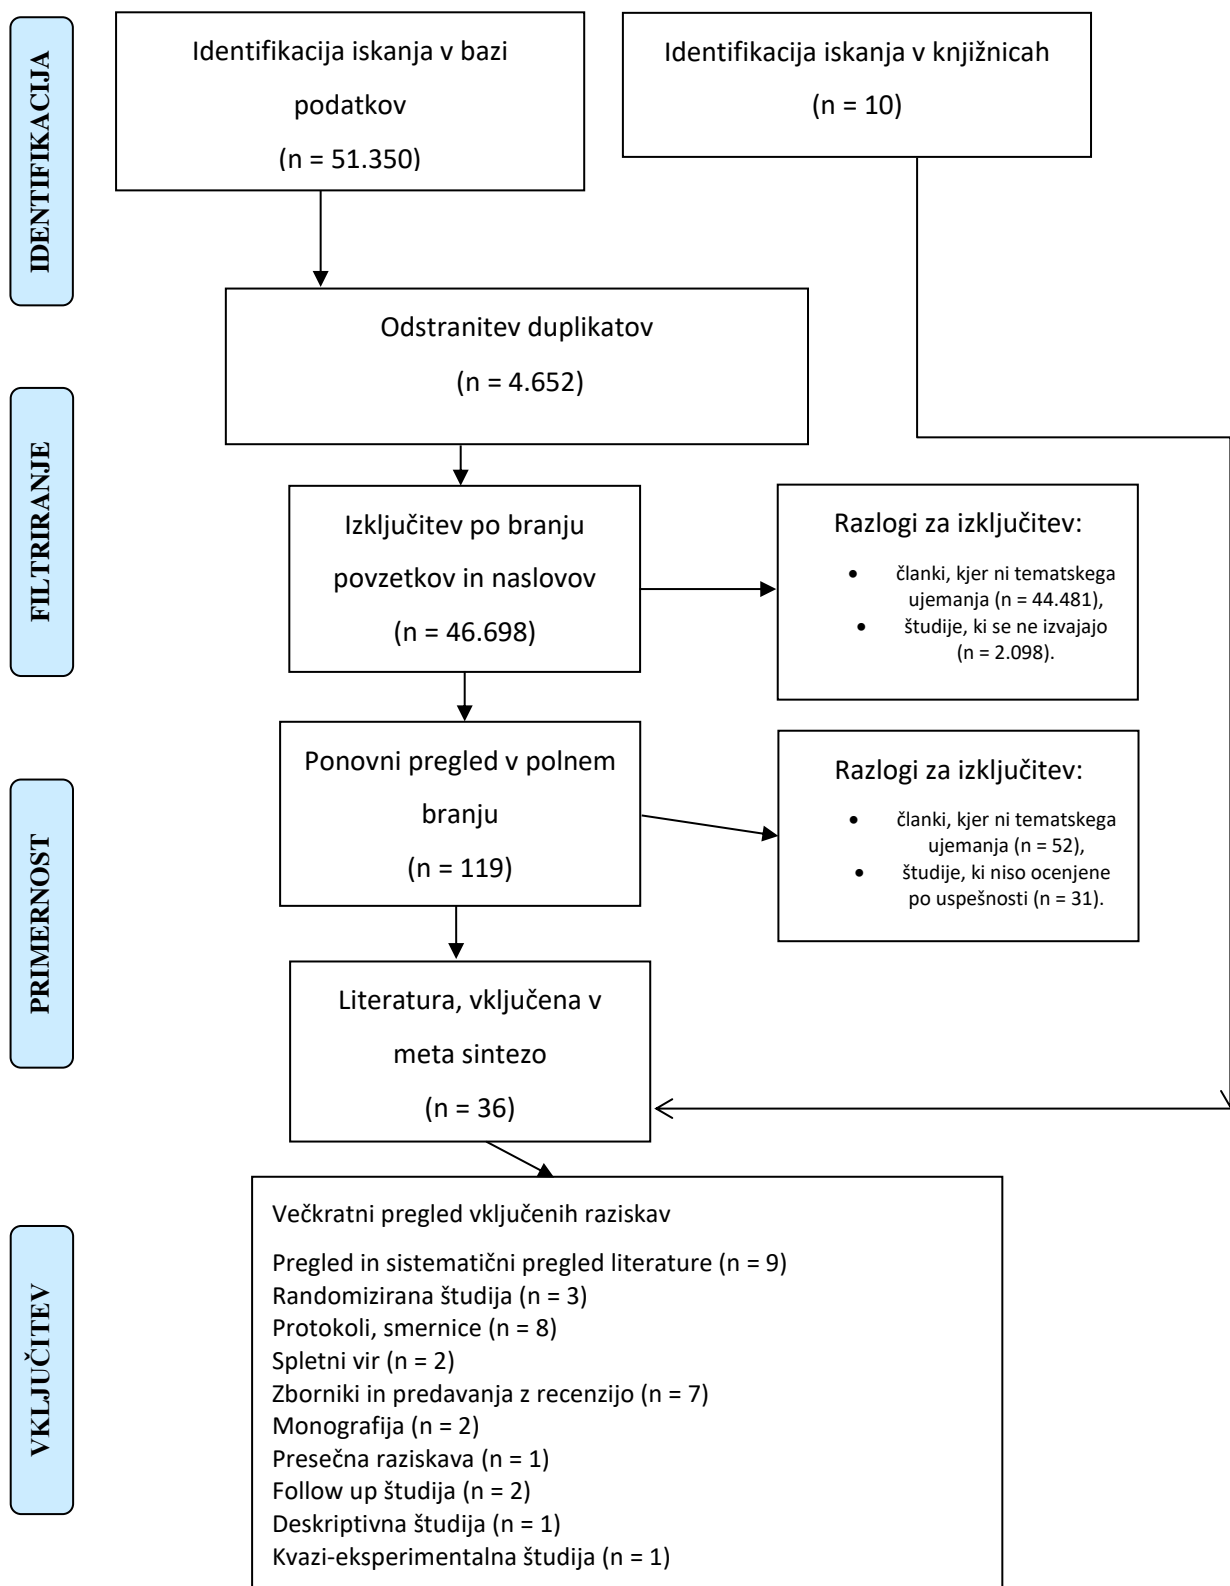 IDENTIFIKACIJA
Identifikacija iskanja v bazi
podatkov
(n = 51.350)
Identifikacija iskanja v knjižnicah
(n = 10)
Odstranitev duplikatov
(n = 4.652)
FILTRIRANJE
Izključitev po branju
povzetkov in naslovov
(n = 46.698)
Razlogi za izključitev:
• članki, kjer ni tematskega
ujemanja (n = 44.481),
• študije, ki se ne izvajajo
(n = 2.098).
PRIMERNOST
Ponovni pregled v polnem
branju
(n = 119)
Razlogi za izključitev:
• članki, kjer ni tematskega
ujemanja (n = 52),
• študije, ki niso ocenjene
po uspešnosti (n = 31).
Literatura, vključena v
meta sintezo
(n = 36)
VKLJUČITEV
Večkratni pregled vključenih raziskav
Pregled in sistematični pregled literature (n = 9)
Randomizirana študija (n = 3)
Protokoli, smernice (n = 8)
Spletni vir (n = 2)
Zborniki in predavanja z recenzijo (n = 7)
Monografija (n = 2)
Presečna raziskava (n = 1)
Follow up študija (n = 2)
Deskriptivna študija (n = 1)
Kvazi-eksperimentalna študija (n = 1)